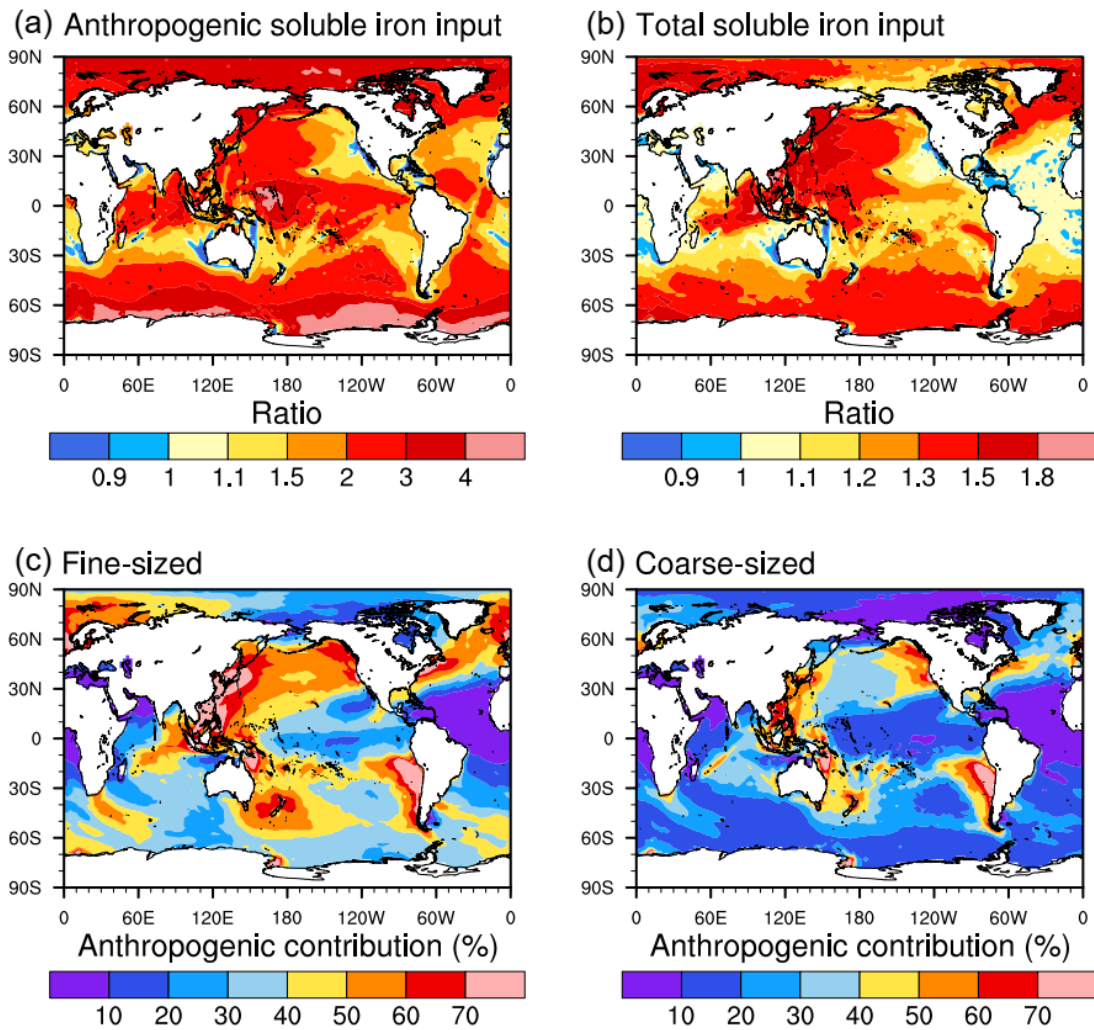 (a) Anthropogenic soluble iron input
(b) Total soluble iron input
90N
60N
30N
0
30S
60S
90S
0 60E 120E 180 120W 60W 0
Ratio
0.9 1 1.1 1.5 2 3 4
90N
60N
30N
0
30S
60S
90S
0 60E 120E 180 120W 60W 0
Ratio
0.9 1 1.1 1.2 1.3 1.5 1.8
(c) Fine-sized
(d) Coarse-sized
90N
60N
30N
0
30S
60S
90S
0 60E 120E 180 120W 60W 0
Anthropogenic contribution (%)
10 20 30 40 50 60 70
90N
60N
30N
0
30S
60S
90S
0 60E 120E 180 120W 60W 0
Anthropogenic contribution (%)
10 20 30 40 50 60 70